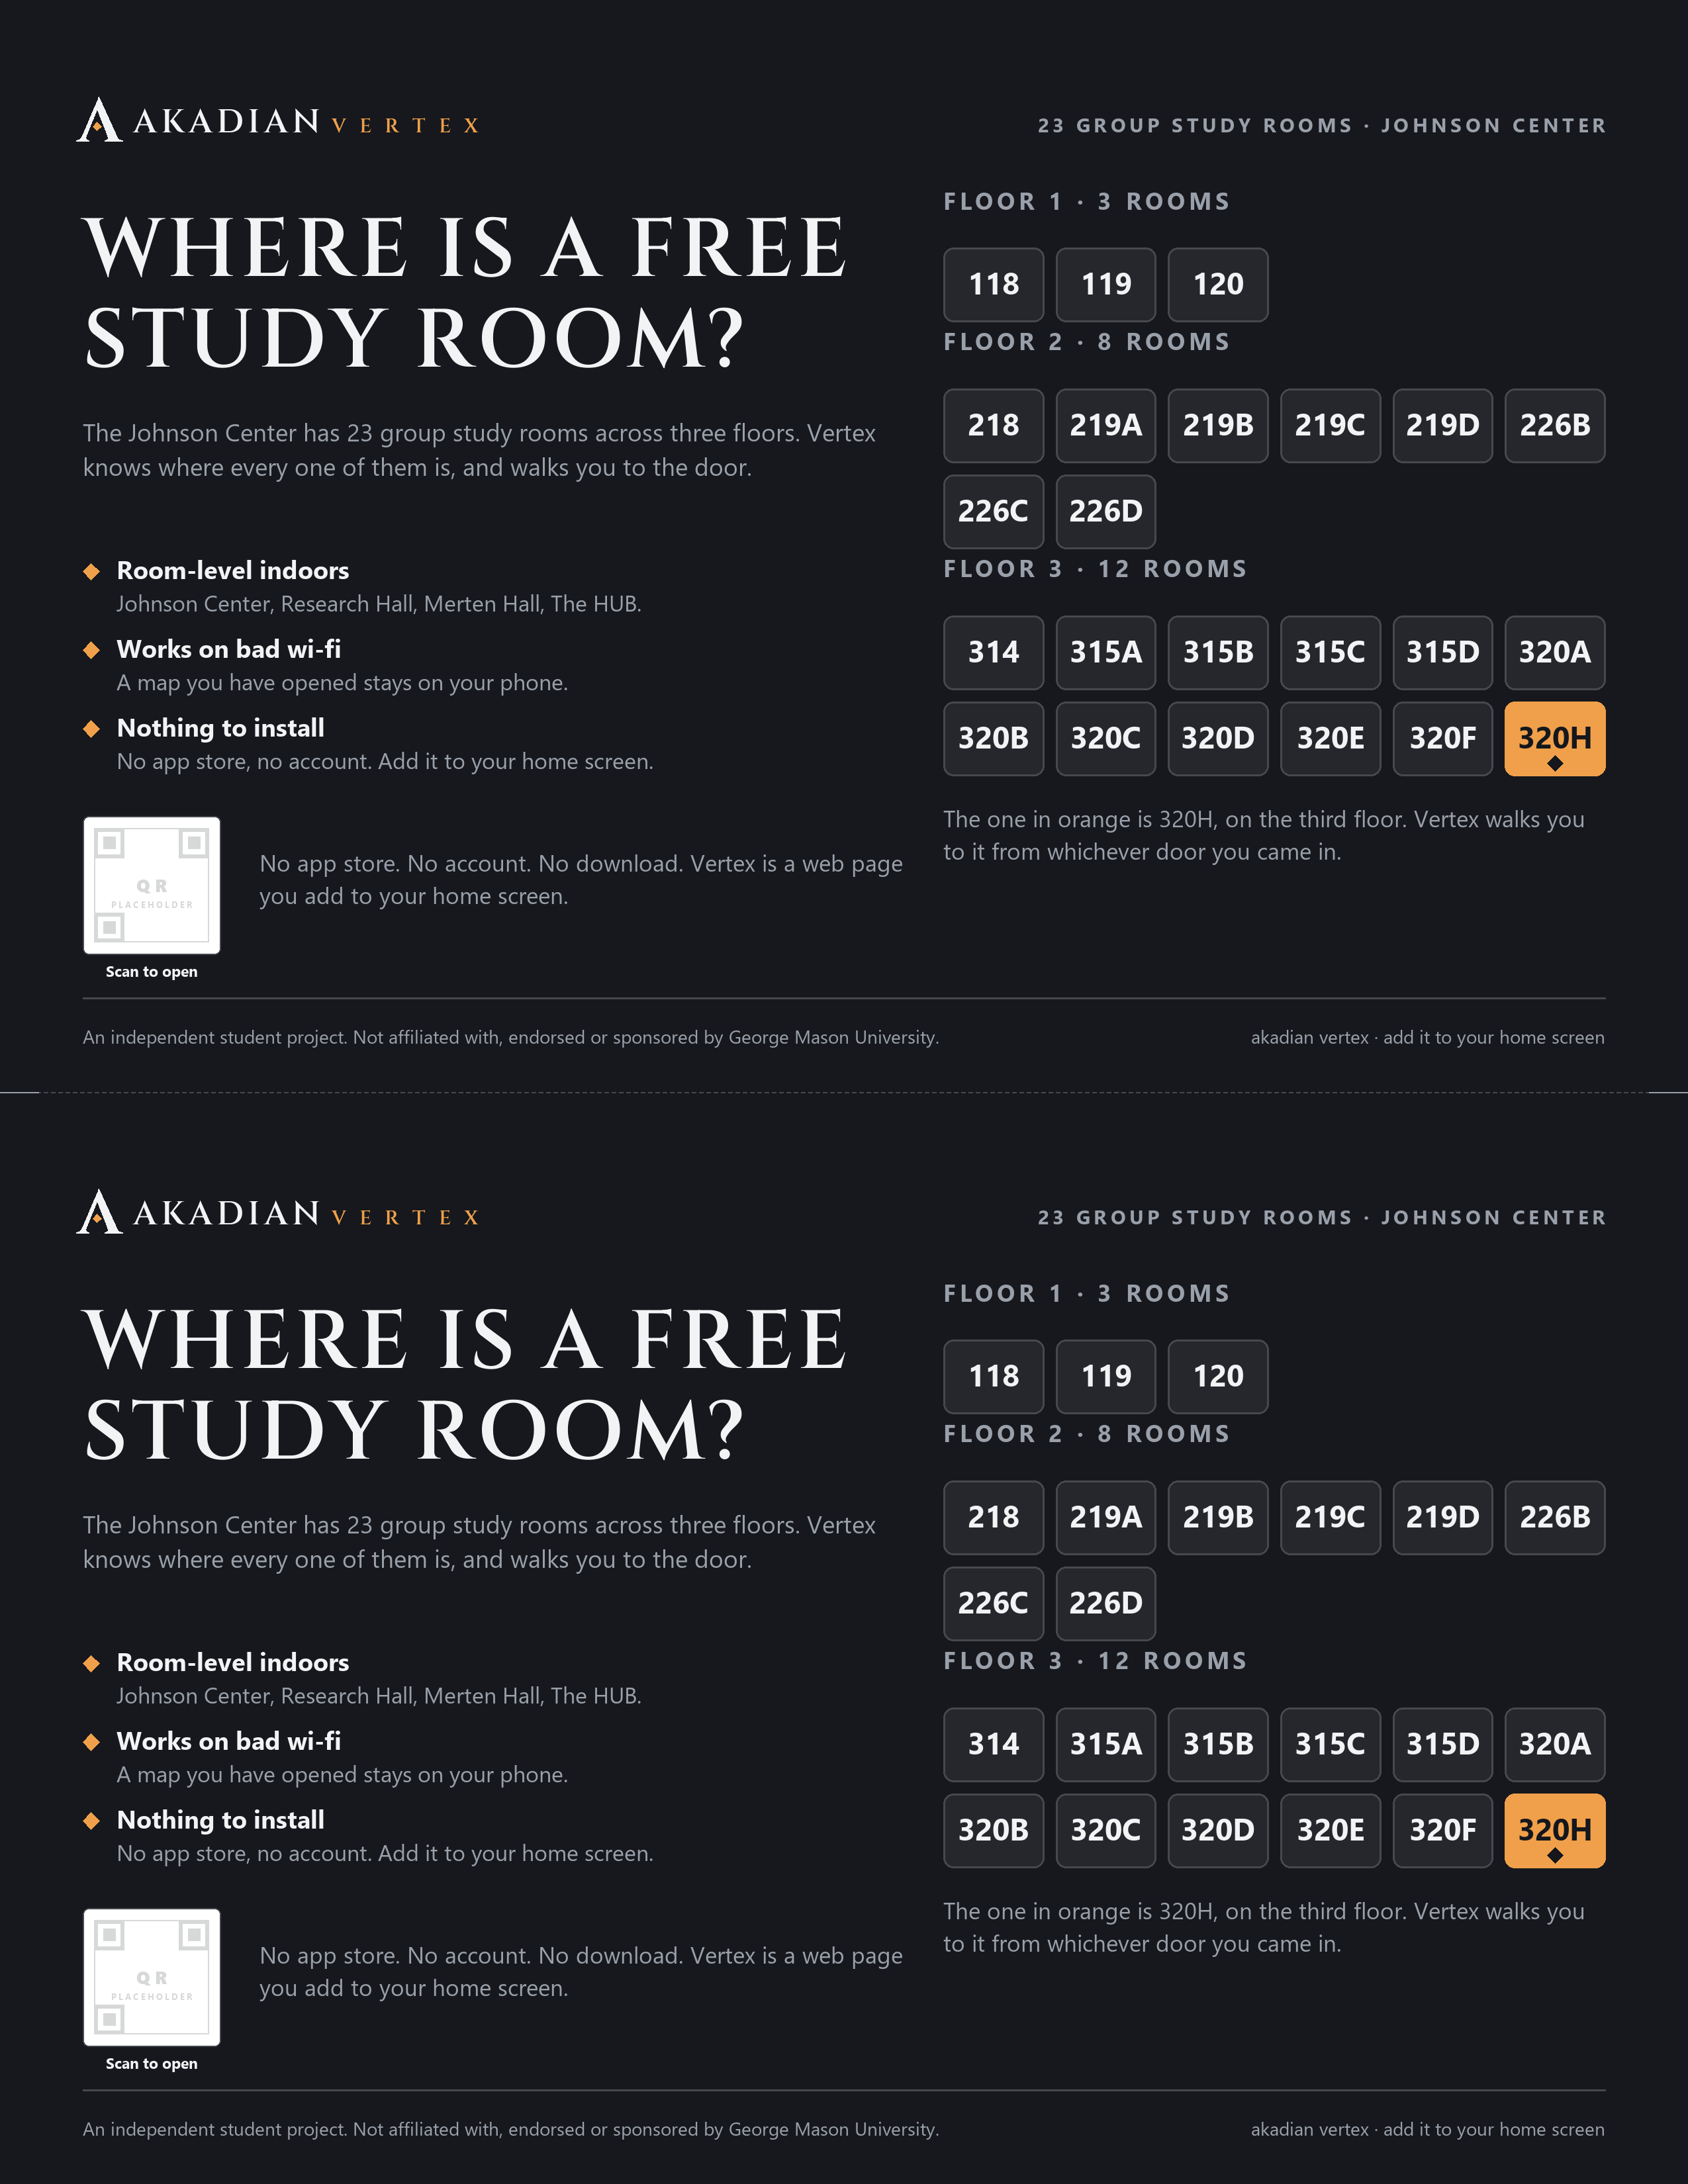 AKADIAN VERTEX
23 GROUP STUDY ROOMS · JOHNSON CENTER
WHERE IS A FREE
STUDY ROOM?
The Johnson Center has 23 group study rooms across three floors. Vertex
knows where every one of them is, and walks you to the door.
Room-level indoors
Johnson Center, Research Hall, Merten Hall, The HUB.
Works on bad wi-fi
A map you have opened stays on your phone.
Nothing to install
No app store, no account. Add it to your home screen.
QR
PLACEHOLDER
Scan to open
No app store. No account. No download. Vertex is a web page
you add to your home screen.
FLOOR 1 · 3 ROOMS
118 119 120
FLOOR 2 · 8 ROOMS
218 219A 219B 219C 219D 226B
226C 226D
FLOOR 3 · 12 ROOMS
314 315A 315B 315C 315D 320A
320B 320C 320D 320E 320F 320H
The one in orange is 320H, on the third floor. Vertex walks you
to it from whichever door you came in.
An independent student project. Not affiliated with, endorsed or sponsored by George Mason University.
akadian vertex · add it to your home screen
AKADIAN VERTEX
23 GROUP STUDY ROOMS · JOHNSON CENTER
WHERE IS A FREE
STUDY ROOM?
The Johnson Center has 23 group study rooms across three floors. Vertex
knows where every one of them is, and walks you to the door.
Room-level indoors
Johnson Center, Research Hall, Merten Hall, The HUB.
Works on bad wi-fi
A map you have opened stays on your phone.
Nothing to install
No app store, no account. Add it to your home screen.
QR
PLACEHOLDER
Scan to open
No app store. No account. No download. Vertex is a web page
you add to your home screen.
FLOOR 1 · 3 ROOMS
118 119 120
FLOOR 2 · 8 ROOMS
218 219A 219B 219C 219D 226B
226C 226D
FLOOR 3 · 12 ROOMS
314 315A 315B 315C 315D 320A
320B 320C 320D 320E 320F 320H
The one in orange is 320H, on the third floor. Vertex walks you
to it from whichever door you came in.
An independent student project. Not affiliated with, endorsed or sponsored by George Mason University.
akadian vertex · add it to your home screen